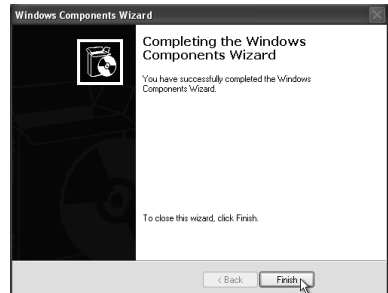 Windows Components Wizard
Completing the Windows
Components Wizard
You have successfully completed the Windows
Components Wizard.
To close this wizard, click Finish.
< Back
Finish